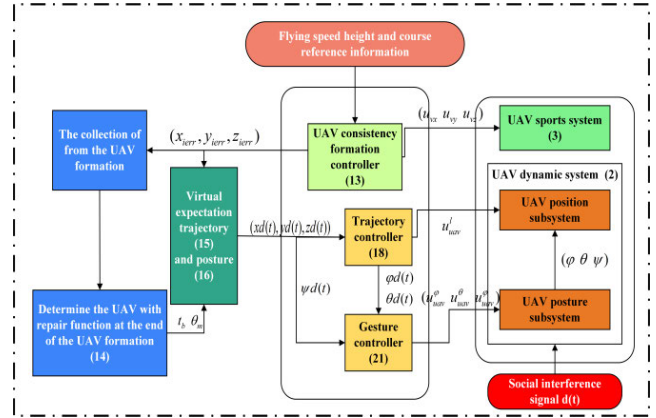 Flying speed height and course
reference information
The collection of
from the UAV
formation
(x_ierr, y_ierr, z_ierr)
UAV consistency
formation
controller
(13)
(u_vx u_vy u_vz)
UAV sports system
(3)
UAV dynamic system (2)
Virtual
expectation
trajectory
(15)
and posture
(16)
(xd(t), yd(t), zd(t))
Trajectory
controller
(18)
u^l_uav
UAV position
subsystem
ψd(t)
φd(t)
θd(t)
(φ θ ψ)
Determine the UAV with
repair function at the end
of the UAV formation
(14)
t_b θ_m
Gesture
controller
(21)
(u^φ_uav u^θ_uav u^φ_uav)
UAV posture
subsystem
Social interference
signal d(t)